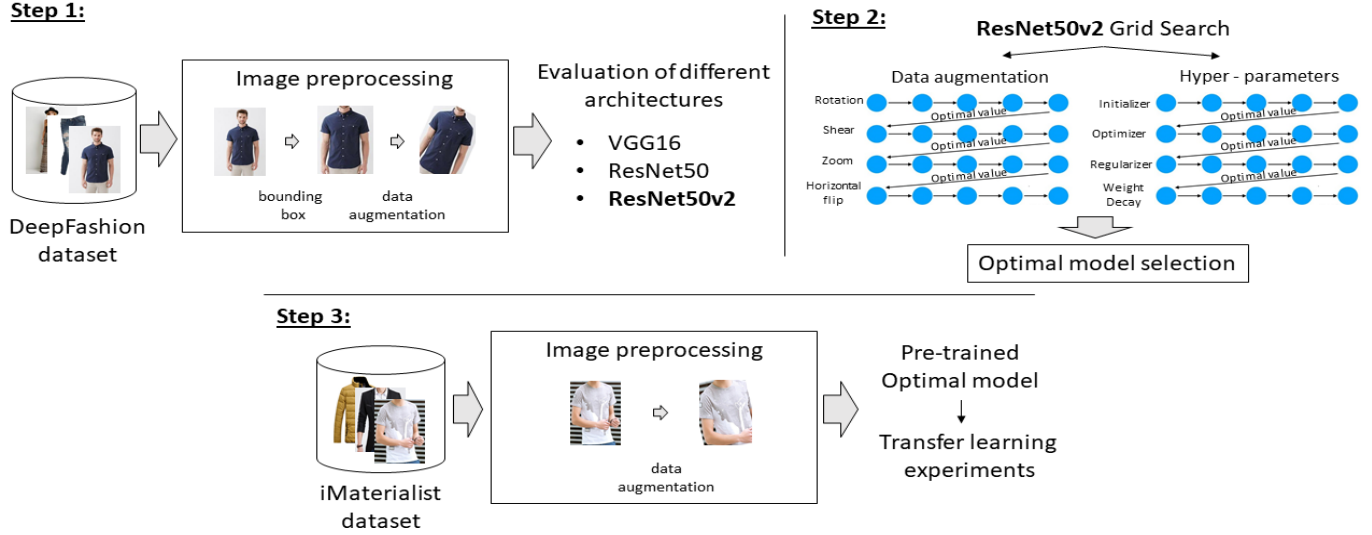 Step 1:
Image preprocessing
bounding
box
data
augmentation
DeepFashion
dataset
Evaluation of different
architectures
• VGG16
• ResNet50
• ResNet50v2
Step 2:
ResNet50v2 Grid Search
Data augmentation
Rotation
Optimal value
Shear
Optimal value
Zoom
Optimal value
Horizontal
flip
Hyper - parameters
Initializer
Optimal value
Optimizer
Optimal value
Regularizer
Optimal value
Weight
Decay
Optimal model selection
Step 3:
Image preprocessing
data
augmentation
iMaterialist
dataset
Pre-trained
Optimal model
Transfer learning
experiments